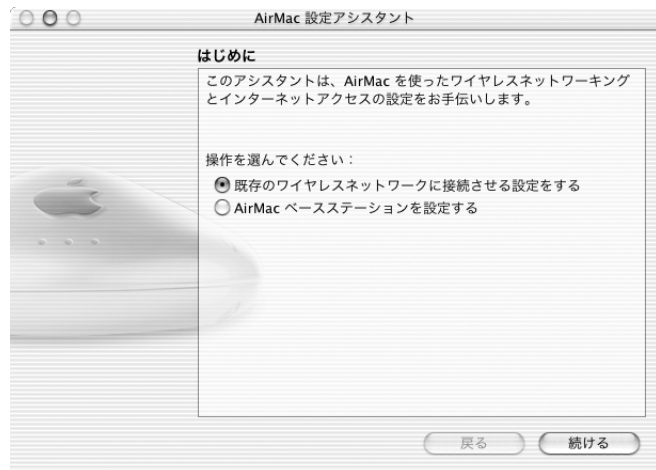 AirMac 設定アシスタント
はじめに
このアシスタントは、AirMac を使ったワイヤレスネットワーキング
とインターネットアクセスの設定をお手伝いします。
操作を選んでください：
既存のワイヤレスネットワークに接続させる設定をする
AirMac ベースステーションを設定する
戻る
続ける